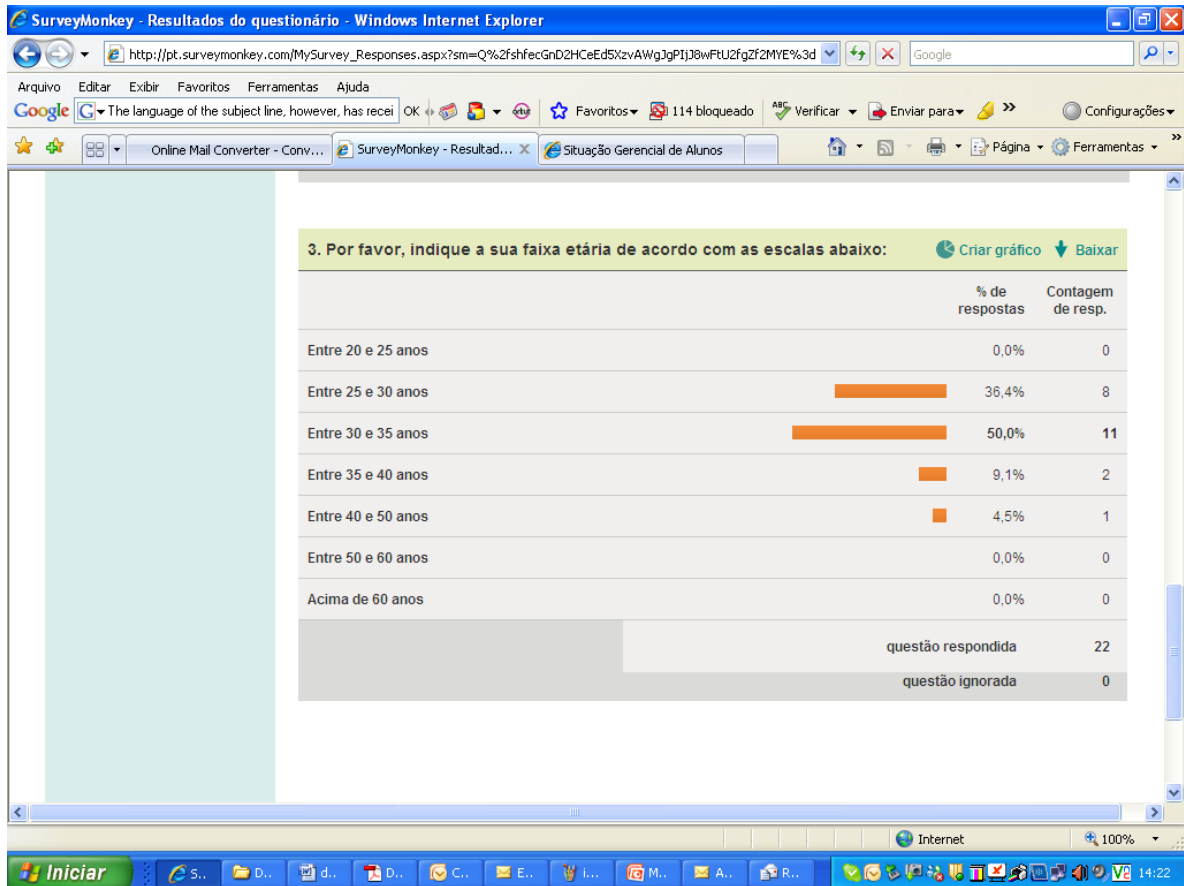 SurveyMonkey - Resultados do questionário - Windows Internet Explorer
http://pt.surveymonkey.com/MySurvey_Responses.aspx?sm=Q%2fshfecGnD2HCeEd5XzvAWgJgPIjJ8wFtU2fgZf2MYE%3d Google
Arquivo Editar Exibir Favoritos Ferramentas Ajuda
Google G The language of the subject line, however, has recei OK Favoritos 114 bloqueado Verificar Enviar para >> Configurações
Online Mail Converter - Conv... SurveyMonkey - Resultad... X Situação Gerencial de Alunos Página Ferramentas >>
3. Por favor, indique a sua faixa etária de acordo com as escalas abaixo: Criar gráfico Baixar
% de respostas Contagem de resp.
Entre 20 e 25 anos 0,0% 0
Entre 25 e 30 anos 36,4% 8
Entre 30 e 35 anos 50,0% 11
Entre 35 e 40 anos 9,1% 2
Entre 40 e 50 anos 4,5% 1
Entre 50 e 60 anos 0,0% 0
Acima de 60 anos 0,0% 0
questão respondida 22
questão ignorada 0
Internet 100%
Iniciar S.. D.. d.. D.. C.. E.. i... M.. A.. R.. 14:22